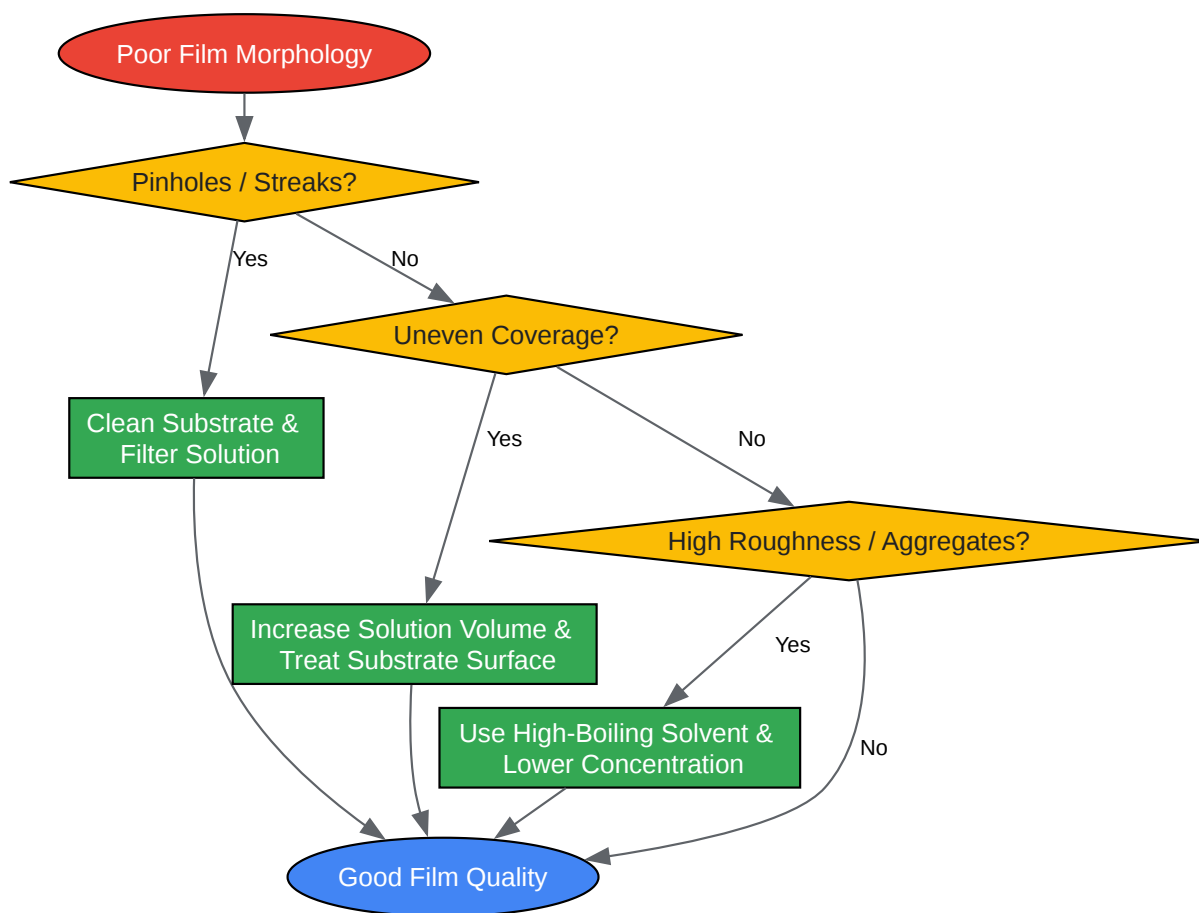 Poor Film Morphology
Pinholes / Streaks?
Yes
No
Uneven Coverage?
Clean Substrate &
Filter Solution
Yes
No
High Roughness / Aggregates?
Increase Solution Volume &
Treat Substrate Surface
Yes
Use High-Boiling Solvent &
Lower Concentration
No
Good Film Quality